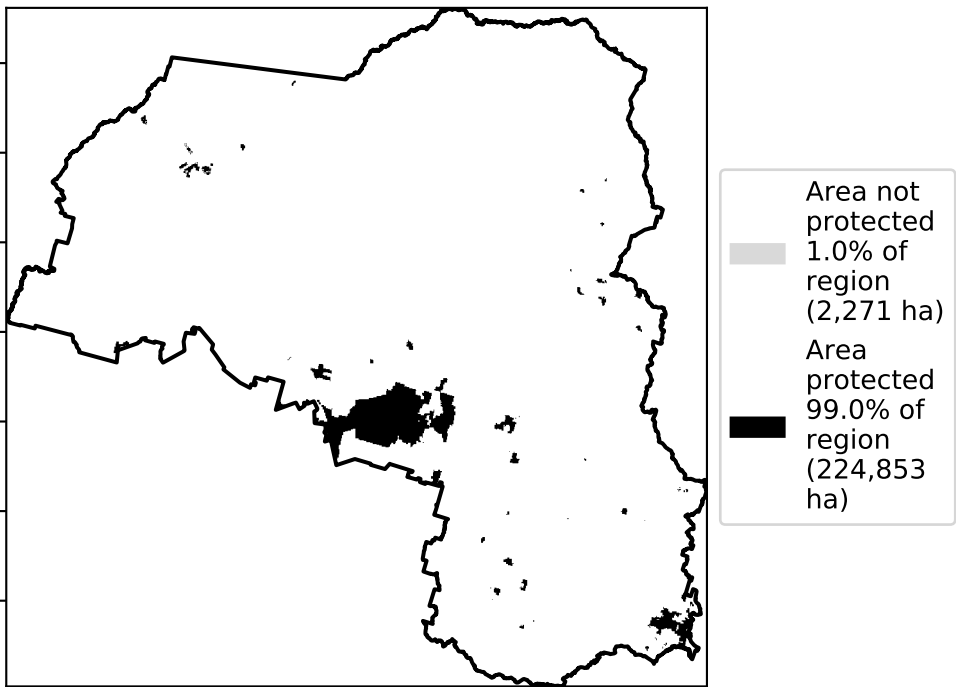 Area not
protected
1.0% of
region
(2,271 ha)
Area
protected
99.0% of
region
(224,853
ha)